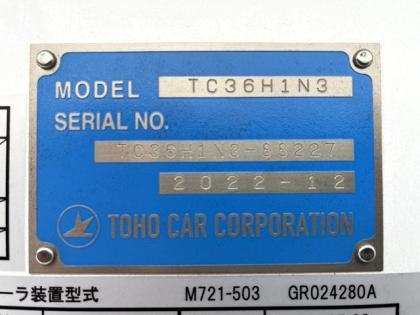 MODEL TC36H1N3
SERIAL NO.
TC36H1N3-88227
2022-12
TOHO CAR CORPORATION
ーラ装置型式 M721-503 GR024280A